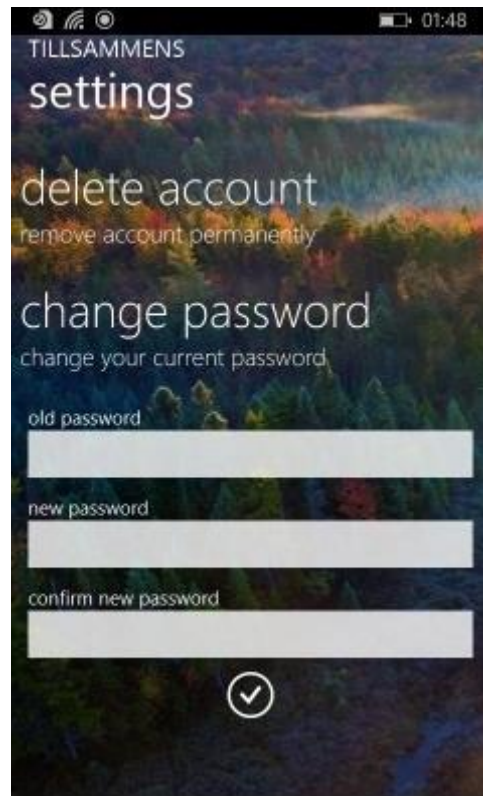 01:48
TILLSAMMENS
settings
delete account
remove account permanently
change password
change your current password
old password
new password
confirm new password